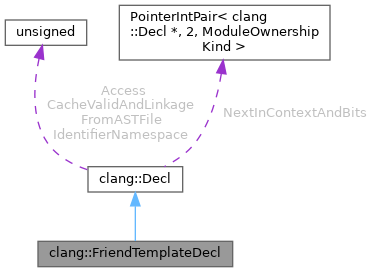 unsigned
PointerIntPair< clang
::Decl *, 2, ModuleOwnership
Kind >
Access
CacheValidAndLinkage
FromASTFile
IdentifierNamespace
NextInContextAndBits
clang::Decl
clang::FriendTemplateDecl